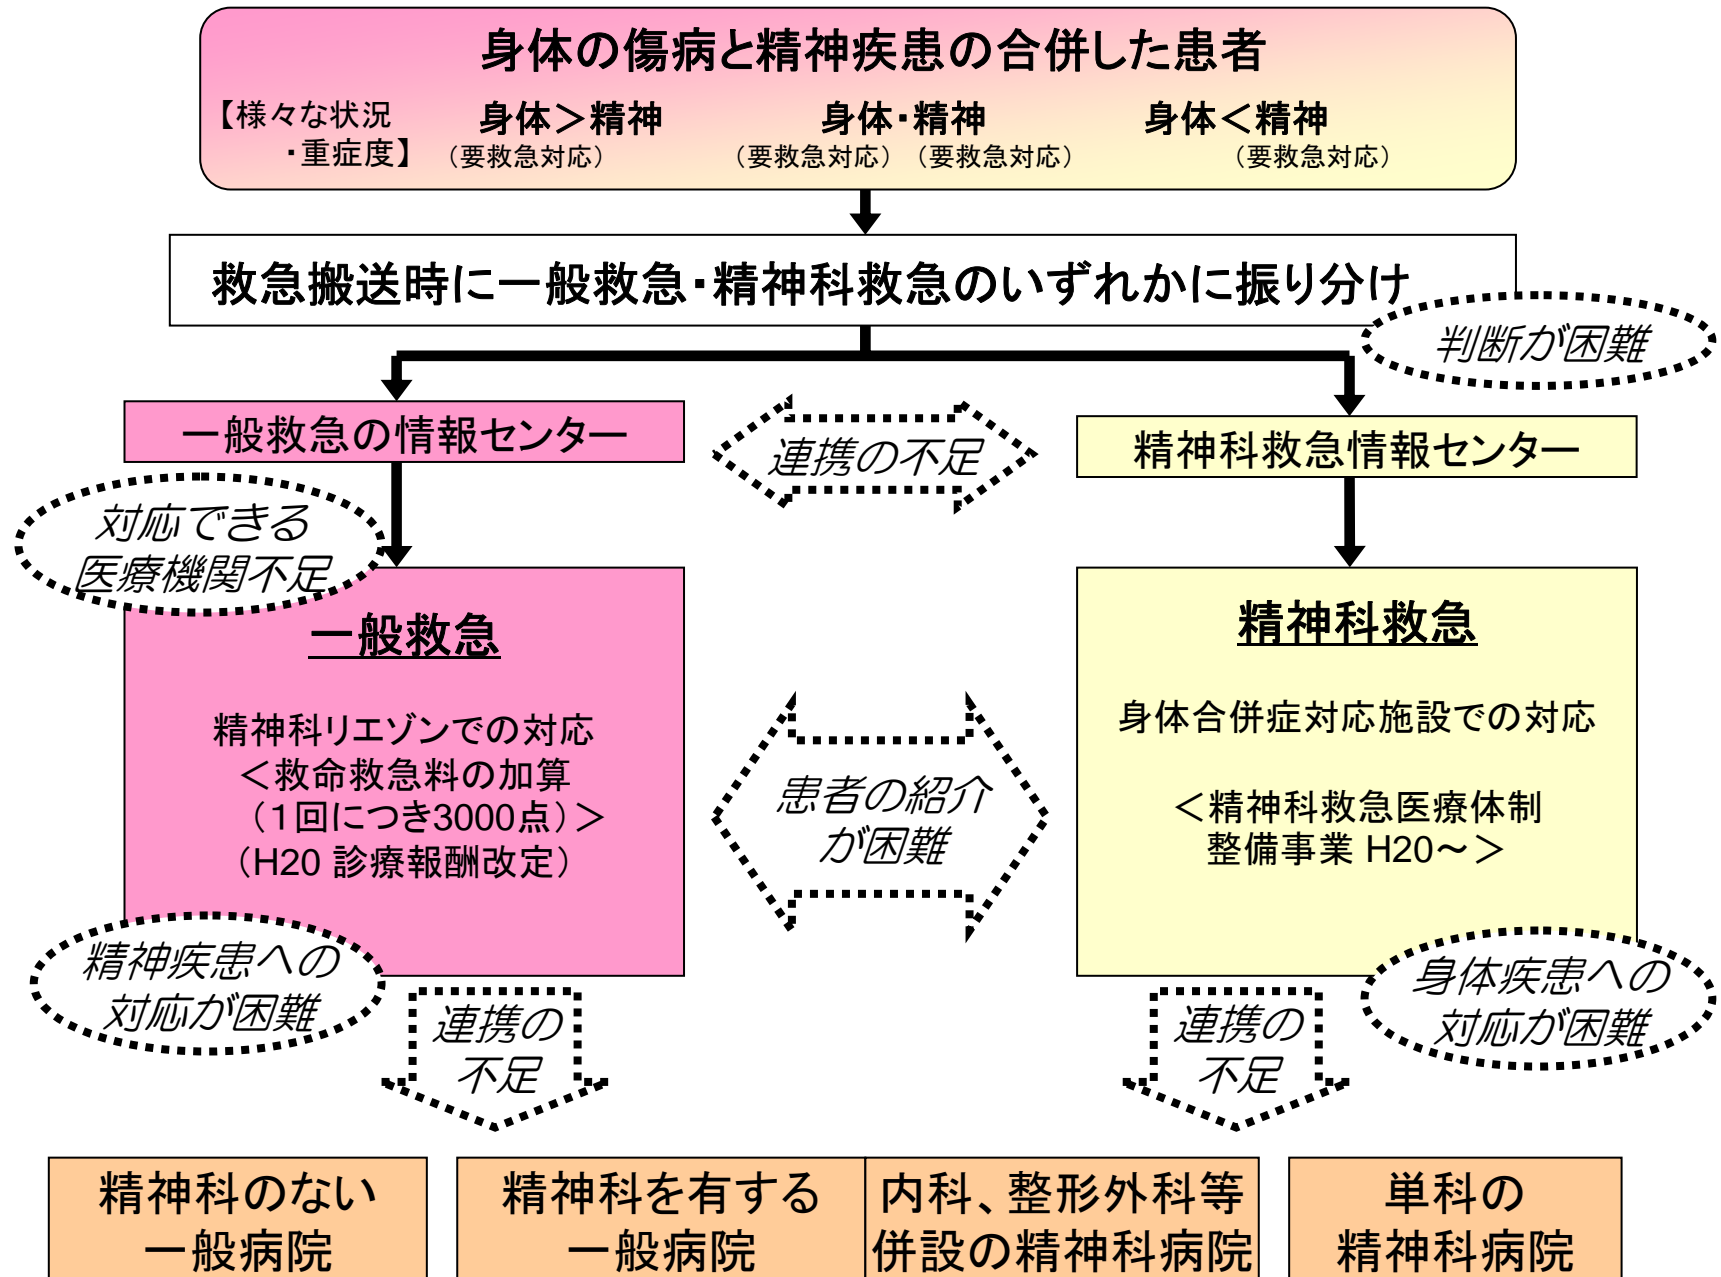 身体の傷病と精神疾患の合併した患者
【様々な状況
・重症度】
身体＞精神
（要救急対応）
身体・精神
（要救急対応）（要救急対応）
身体＜精神
（要救急対応）
救急搬送時に一般救急・精神科救急のいずれかに振り分け
判断が困難
一般救急の情報センター
連携の不足
精神科救急情報センター
対応できる
医療機関不足
一般救急
精神科リエゾンでの対応
＜救命救急料の加算
（１回につき3000点）＞
（H20 診療報酬改定）
患者の紹介
が困難
精神科救急
身体合併症対応施設での対応
＜精神科救急医療体制
整備事業 H20～＞
精神疾患への
対応が困難
連携の
不足
連携の
不足
身体疾患への
対応が困難
精神科のない
一般病院
精神科を有する
一般病院
内科、整形外科等
併設の精神科病院
単科の
精神科病院